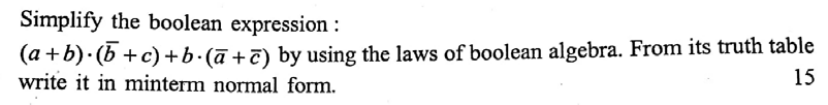 Simplify the boolean expression :
(a + b)·(b̅ + c) + b·(a̅ + c̅) by using the laws of boolean algebra. From its truth table
write it in minterm normal form. 15